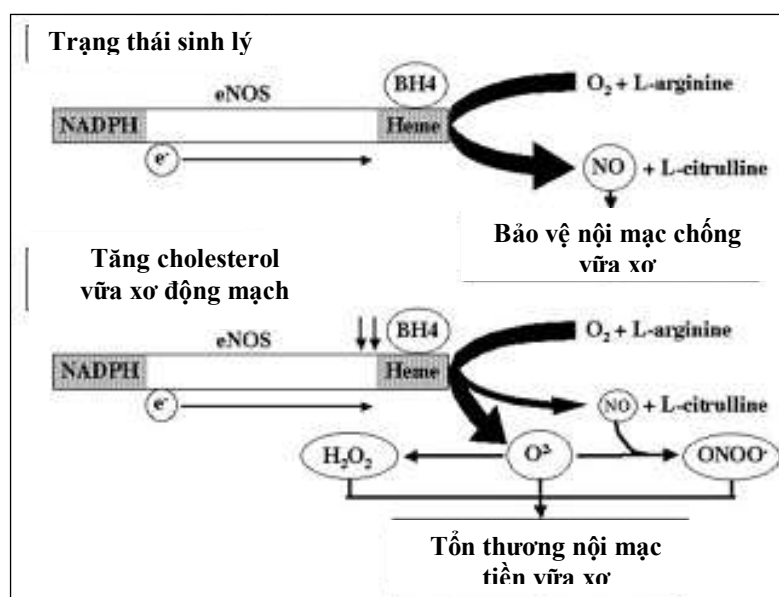 Trạng thái sinh lý
eNOS
BH4
O₂ + L-arginine
NADPH
Heme
e⁻
NO + L-citrulline
Bảo vệ nội mạc chống
vữa xơ
Tăng cholesterol
vữa xơ động mạch
eNOS
BH4
O₂ + L-arginine
NADPH
Heme
e⁻
NO + L-citrulline
H₂O₂
O²⁻
ONOO⁻
Tổn thương nội mạc
tiền vữa xơ